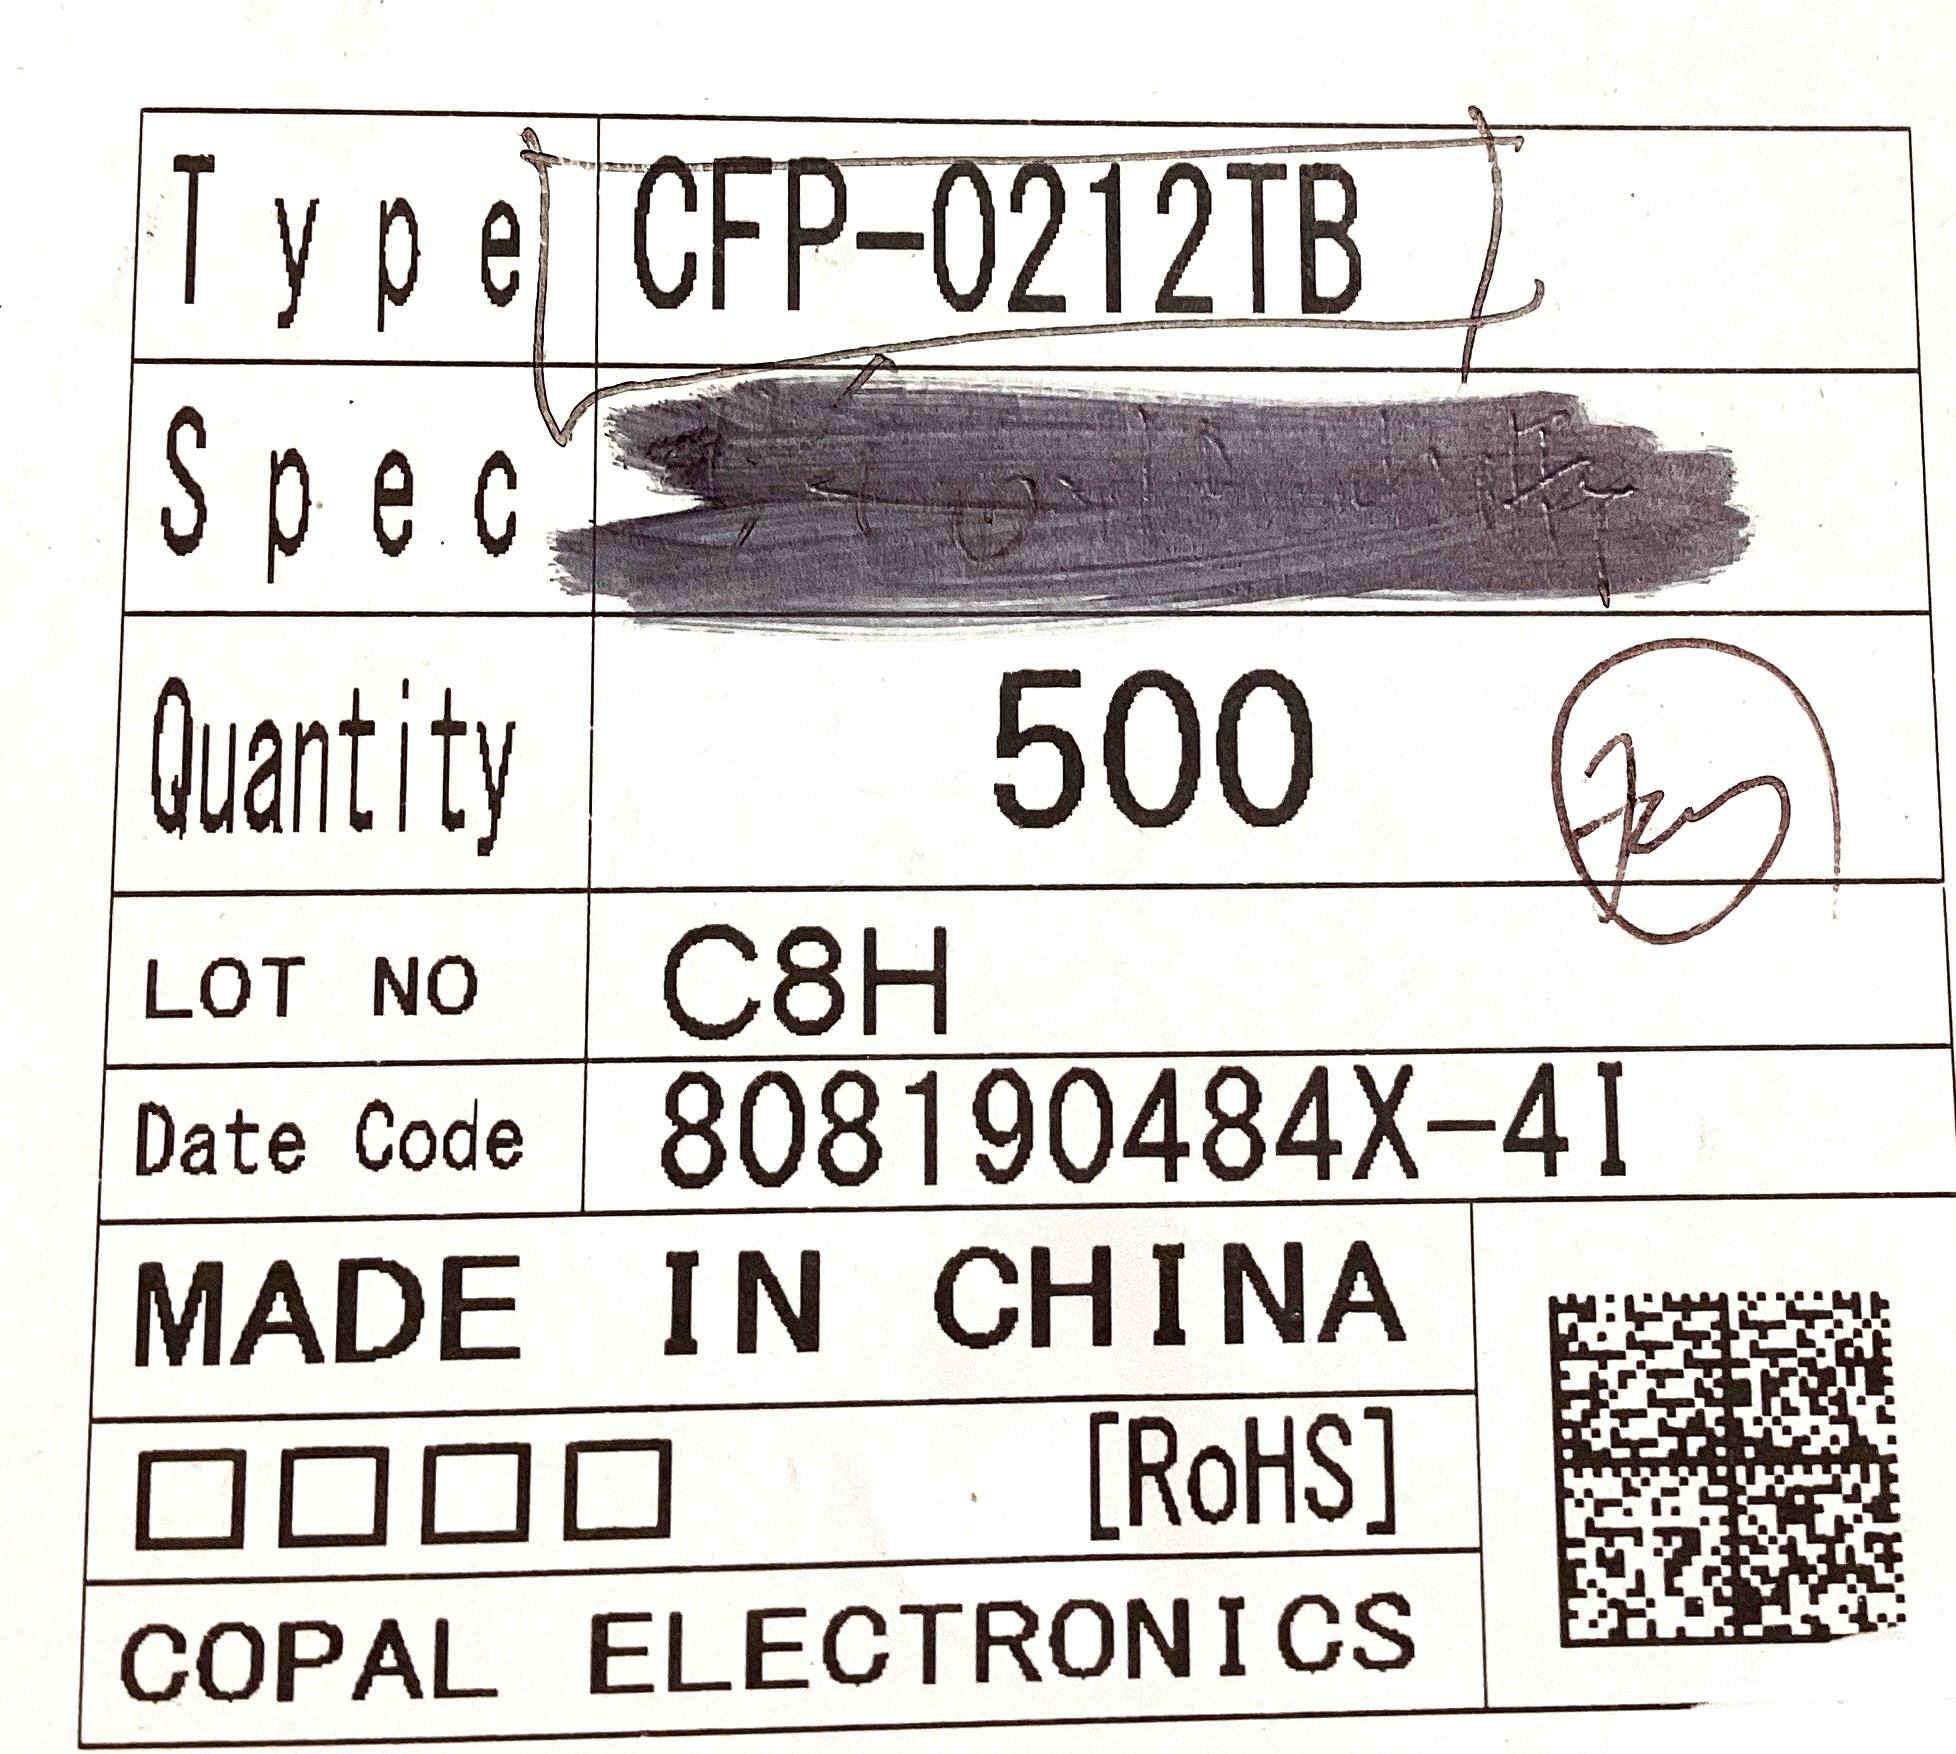 Type CFP-0212TB
Spec
Quantity 500
LOT NO C8H
Date Code 808190484X-4I
MADE IN CHINA
□□□□ [RoHS]
COPAL ELECTRONICS